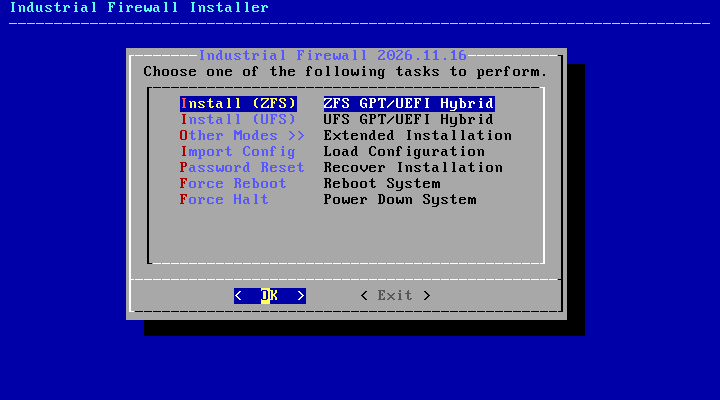 Industrial Firewall Installer
Industrial Firewall 2026.11.16
Choose one of the following tasks to perform.
Install (ZFS) ZFS GPT/UEFI Hybrid
Install (UFS) UFS GPT/UEFI Hybrid
Other Modes >> Extended Installation
Import Config Load Configuration
Password Reset Recover Installation
Force Reboot Reboot System
Force Halt Power Down System
< OK > < Exit >